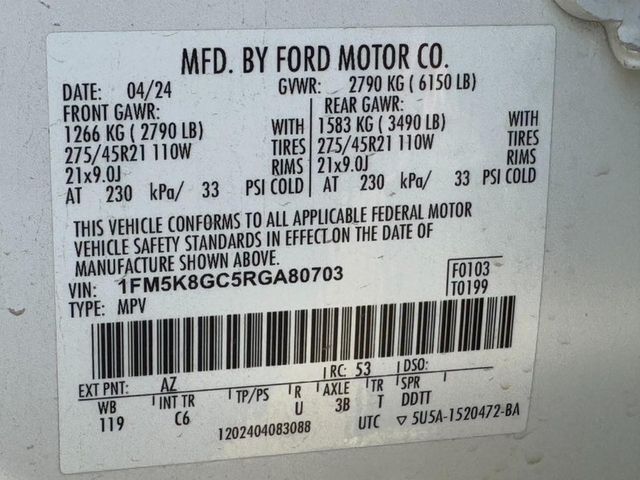 MFD. BY FORD MOTOR CO.
DATE: 04/24 GVWR: 2790 KG ( 6150 LB)
FRONT GAWR: REAR GAWR:
1266 KG ( 2790 LB) WITH 1583 KG ( 3490 LB) WITH
275/45R21 110W TIRES 275/45R21 110W TIRES
21x9.0J RIMS 21x9.0J RIMS
AT 230 kPa/ 33 PSI COLD AT 230 kPa/ 33 PSI COLD
THIS VEHICLE CONFORMS TO ALL APPLICABLE FEDERAL MOTOR
VEHICLE SAFETY STANDARDS IN EFFECT ON THE DATE OF
MANUFACTURE SHOWN ABOVE.
VIN: 1FM5K8GC5RGA80703 F0103
TYPE: MPV T0199
EXT PNT: AZ RC: 53 DSO:
WB INT TR TP/PS R AXLE TR SPR
119 C6 U 3B T DDTT
1202404083088 UTC ▽ 5U5A-1520472-BA